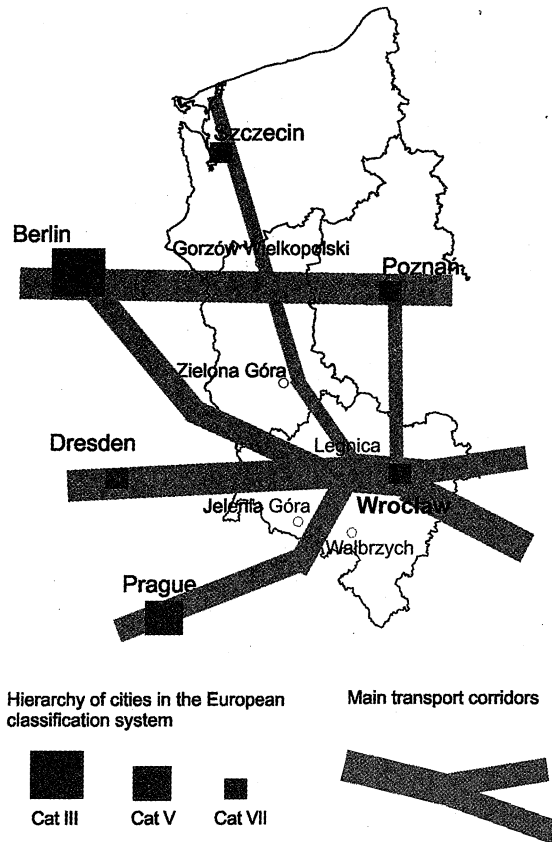 Szczecin
Berlin
Gorzów Wielkopolski
Poznań
Zielona Góra
Dresden
Legnica
Jelenia Góra
Wrocław
Wałbrzych
Prague
Hierarchy of cities in the European
classification system
Main transport corridors
Cat III
Cat V
Cat VII